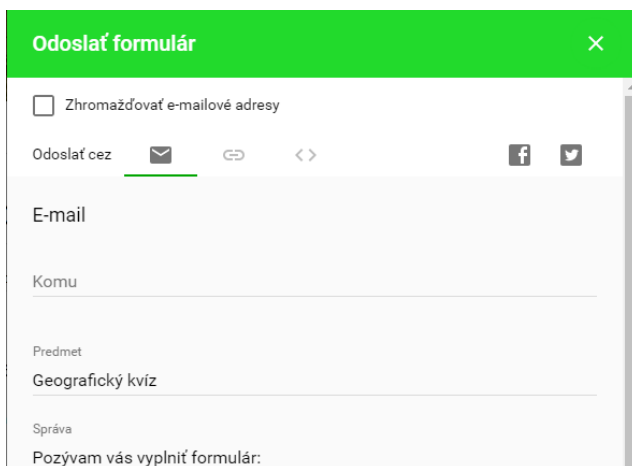 Odoslať formulár
Zhromažďovať e-mailové adresy
Odoslať cez
E-mail
Komu
Predmet
Geografický kvíz
Správa
Pozývam vás vyplniť formulár: